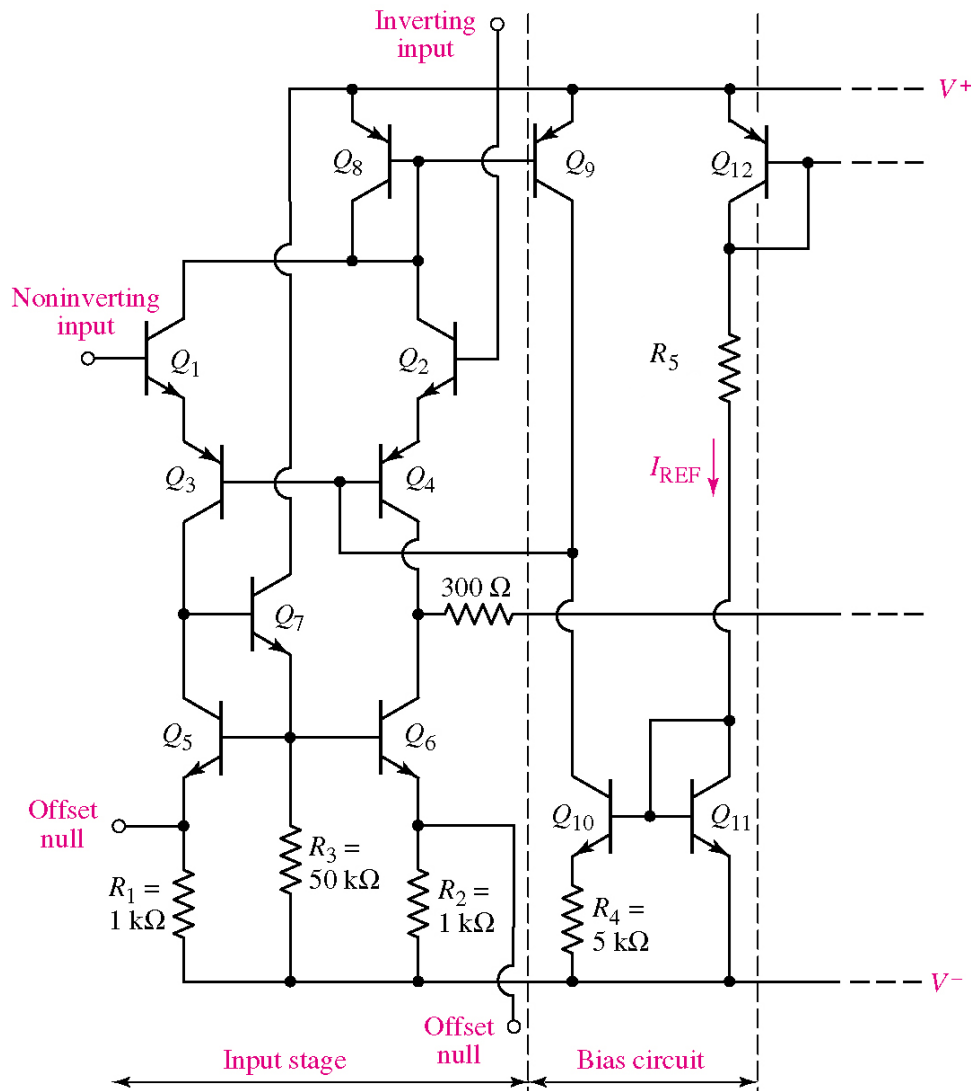 Inverting
input
V+
Q8
Q9
Q12
Noninverting
input
Q1
Q2
R5
Q3
Q4
IREF
300 Ω
Q7
Q5
Q6
Offset
null
Q10
Q11
R1 =
1 kΩ
R3 =
50 kΩ
R2 =
1 kΩ
R4 =
5 kΩ
V−
Offset
null
Input stage
Bias circuit